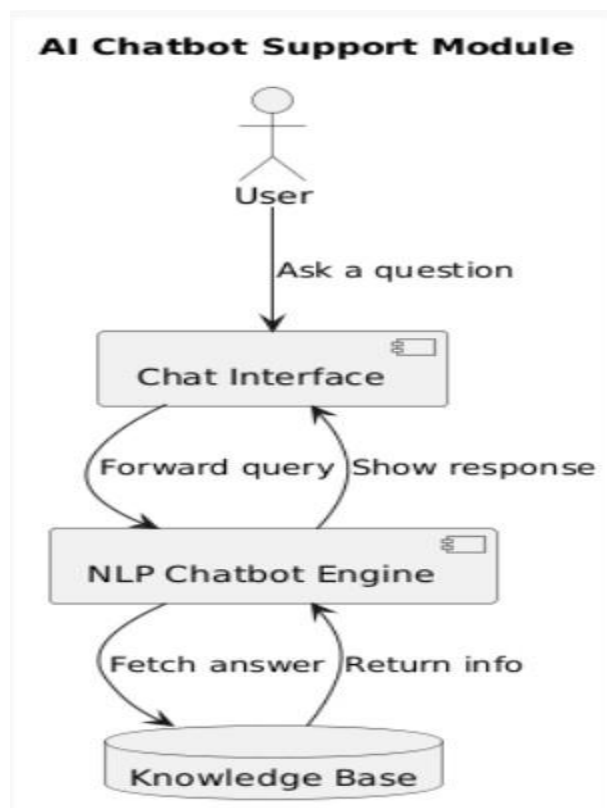 AI Chatbot Support Module
User
Ask a question
Chat Interface
Forward query Show response
NLP Chatbot Engine
Fetch answer Return info
Knowledge Base